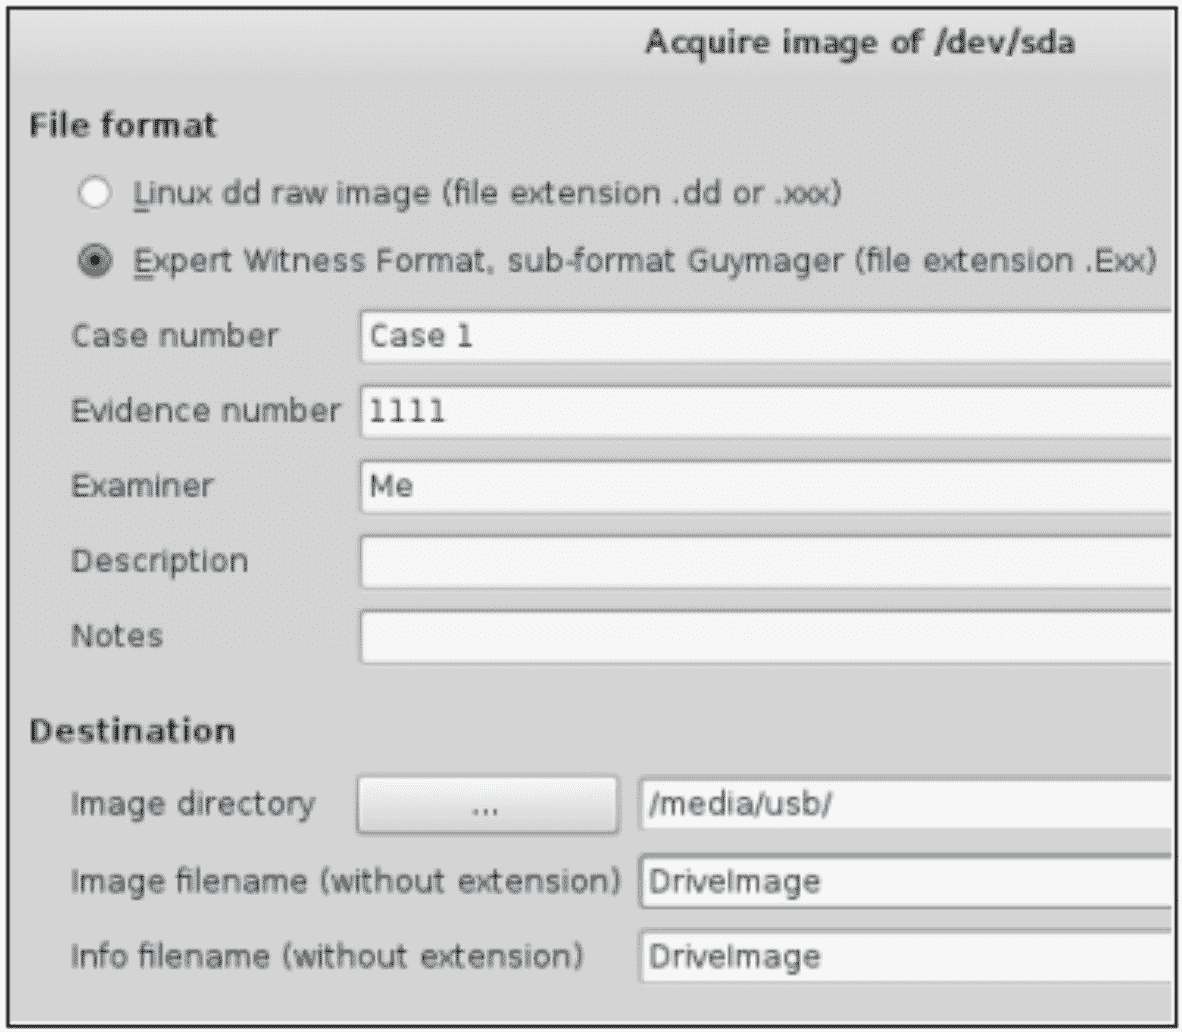 Acquire image of /dev/sda
File format
Linux dd raw image (file extension .dd or .xxx)
Expert Witness Format, sub-format Guymager (file extension .Exx)
Case number Case 1
Evidence number 1111
Examiner Me
Description
Notes
Destination
Image directory ... /media/usb/
Image filename (without extension) DriveImage
Info filename (without extension) DriveImage